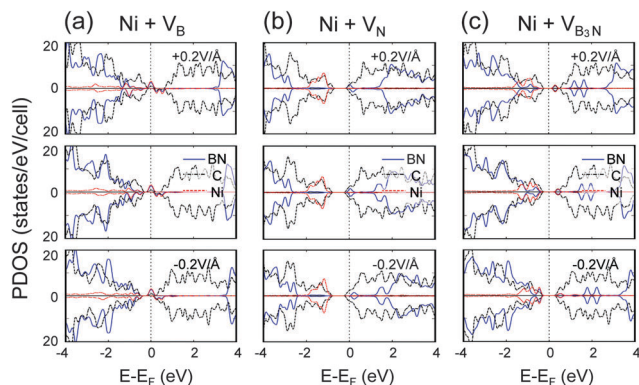 (a) Ni + V_B (b) Ni + V_N (c) Ni + V_B₃N
PDOS (states/eV/cell)
20 +0.2V/Å +0.2V/Å +0.2V/Å
0
20
BN BN BN
C C C
0 Ni Ni Ni
20 -0.2V/Å -0.2V/Å -0.2V/Å
0
20
-4 -2 0 2 4 -4 -2 0 2 4 -4 -2 0 2 4
E-E_F (eV) E-E_F (eV) E-E_F (eV)